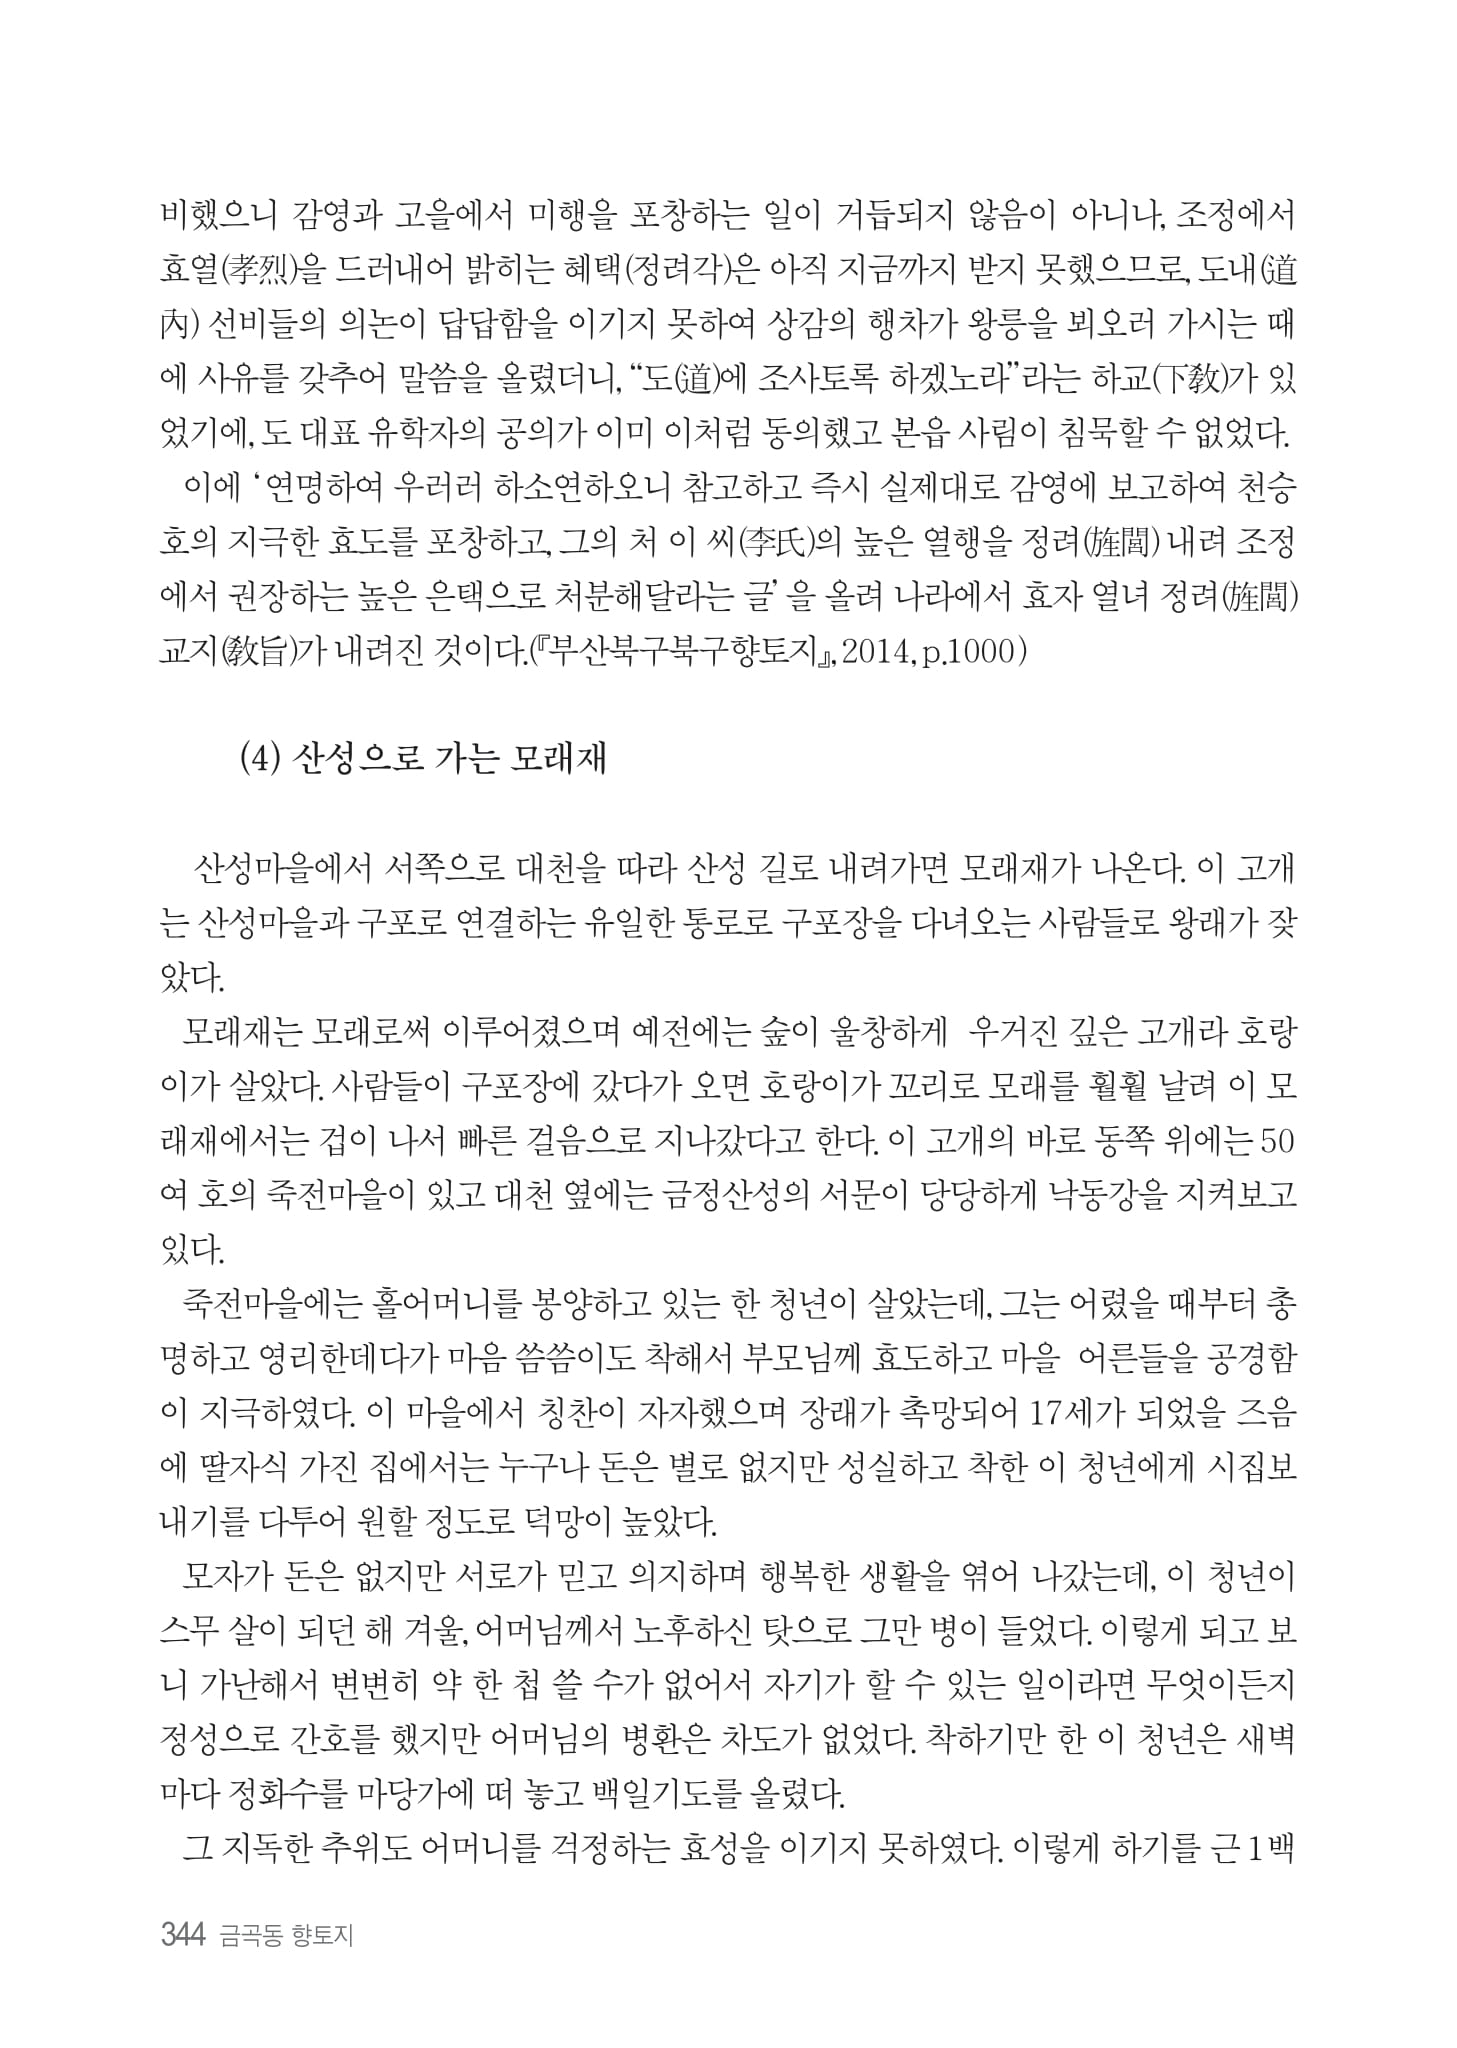 비했으니 감영과 고을에서 미행을 포창하는 일이 거듭되지 않음이 아니나, 조정에서
효열(孝烈)을 드러내어 밝히는 혜택(정려각)은 아직 지금까지 받지 못했으므로, 도내(道
內) 선비들의 의논이 답답함을 이기지 못하여 상감의 행차가 왕릉을 뵈오러 가시는 때
에 사유를 갖추어 말씀을 올렸더니, “도(道)에 조사토록 하겠노라”라는 하교(下敎)가 있
었기에, 도 대표 유학자의 공의가 이미 이처럼 동의했고 본읍 사림이 침묵할 수 없었다.
이에 ‘연명하여 우러러 하소연하오니 참고하고 즉시 실제대로 감영에 보고하여 천승
호의 지극한 효도를 포창하고, 그의 처 이 씨(李氏)의 높은 열행을 정려(旌閭) 내려 조정
에서 권장하는 높은 은택으로 처분해달라는 글’을 올려 나라에서 효자 열녀 정려(旌閭)
교지(敎旨)가 내려진 것이다.(『부산북구북구향토지』, 2014, p.1000)
(4) 산성으로 가는 모래재
산성마을에서 서쪽으로 대천을 따라 산성 길로 내려가면 모래재가 나온다. 이 고개
는 산성마을과 구포로 연결하는 유일한 통로로 구포장을 다녀오는 사람들로 왕래가 잦
았다.
모래재는 모래로써 이루어졌으며 예전에는 숲이 울창하게 우거진 깊은 고개라 호랑
이가 살았다. 사람들이 구포장에 갔다가 오면 호랑이가 꼬리로 모래를 훨훨 날려 이 모
래재에서는 겁이 나서 빠른 걸음으로 지나갔다고 한다. 이 고개의 바로 동쪽 위에는 50
여 호의 죽전마을이 있고 대천 옆에는 금정산성의 서문이 당당하게 낙동강을 지켜보고
있다.
죽전마을에는 홀어머니를 봉양하고 있는 한 청년이 살았는데, 그는 어렸을 때부터 총
명하고 영리한데다가 마음 씀씀이도 착해서 부모님께 효도하고 마을 어른들을 공경함
이 지극하였다. 이 마을에서 칭찬이 자자했으며 장래가 촉망되어 17세가 되었을 즈음
에 딸자식 가진 집에서는 누구나 돈은 별로 없지만 성실하고 착한 이 청년에게 시집보
내기를 다투어 원할 정도로 덕망이 높았다.
모자가 돈은 없지만 서로가 믿고 의지하며 행복한 생활을 엮어 나갔는데, 이 청년이
스무 살이 되던 해 겨울, 어머님께서 노후하신 탓으로 그만 병이 들었다. 이렇게 되고 보
니 가난해서 변변히 약 한 첩 쓸 수가 없어서 자기가 할 수 있는 일이라면 무엇이든지
정성으로 간호를 했지만 어머님의 병환은 차도가 없었다. 착하기만 한 이 청년은 새벽
마다 정화수를 마당가에 떠 놓고 백일기도를 올렸다.
그 지독한 추위도 어머니를 걱정하는 효성을 이기지 못하였다. 이렇게 하기를 근 1백
344 금곡동 향토지